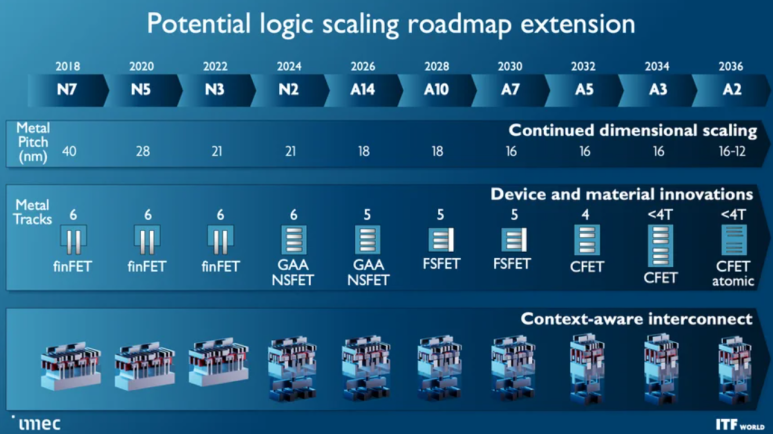 Potential logic scaling roadmap extension
2018 2020 2022 2024 2026 2028 2030 2032 2034 2036
N7 N5 N3 N2 A14 A10 A7 A5 A3 A2
Metal Pitch (nm)
Continued dimensional scaling
40 28 21 21 18 18 16 16 16 16-12
Metal Tracks
Device and material innovations
6 6 6 6 5 5 5 4 <4T <4T
finFET finFET finFET GAA NSFET GAA NSFET FSFET FSFET CFET CFET CFET atomic
Context-aware interconnect
imec
ITF WORLD